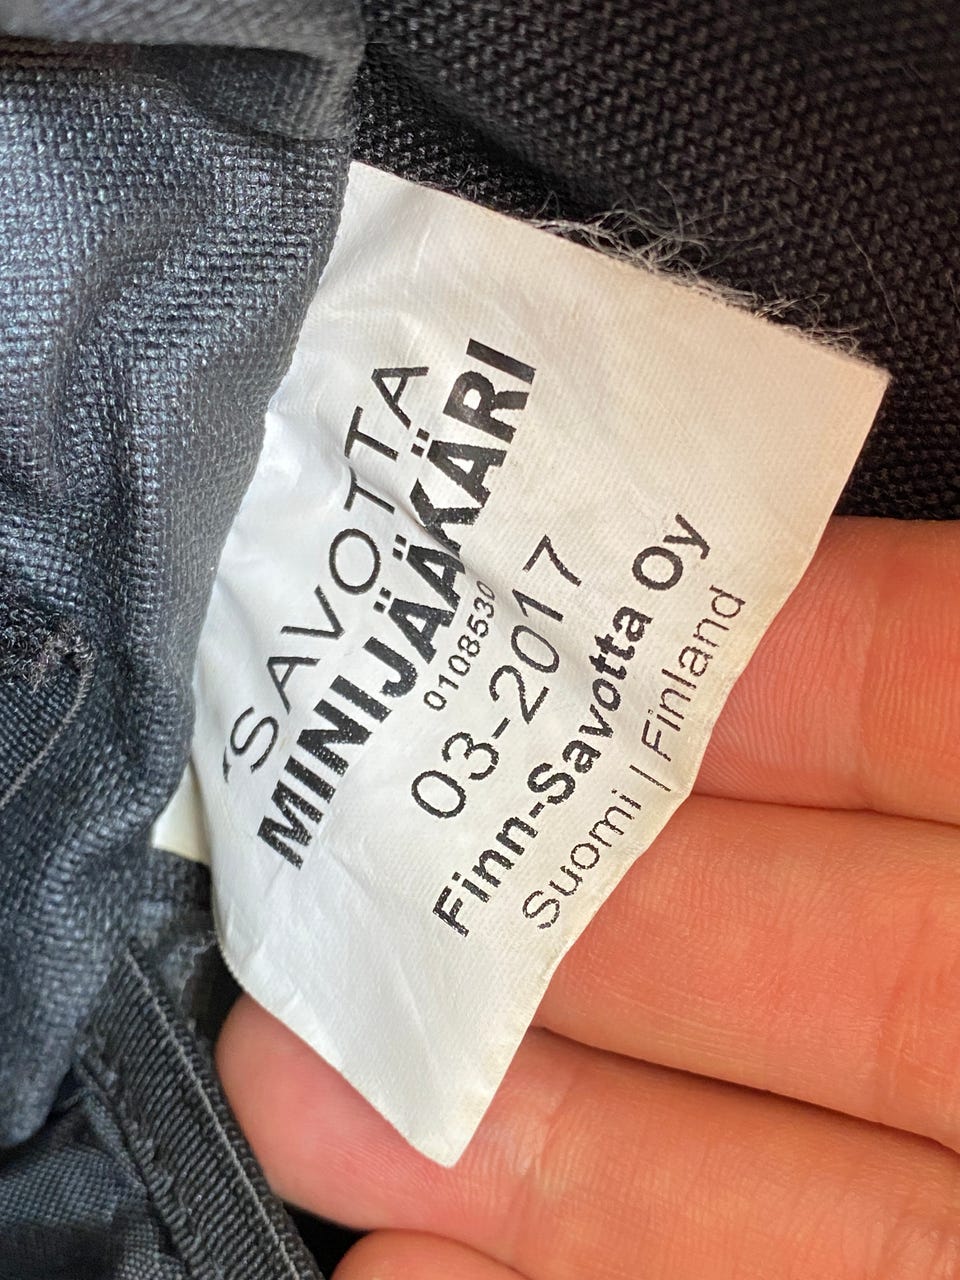 SAVOTTA
MINIJÄÄKÄRI
0108530
03-2017
Finn-Savotta Oy
Suomi | Finland